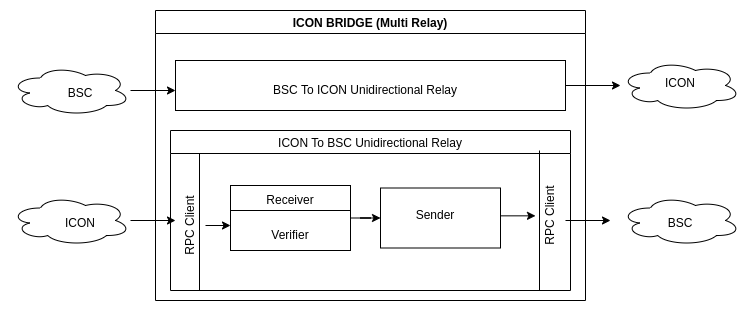 ICON BRIDGE (Multi Relay)
BSC
BSC To ICON Unidirectional Relay
ICON
ICON To BSC Unidirectional Relay
ICON
RPC Client
Receiver
Verifier
Sender
RPC Client
BSC